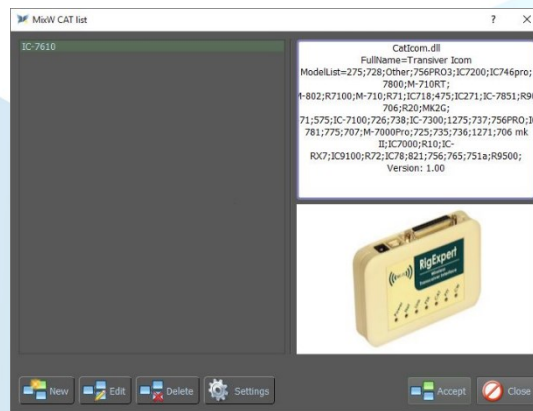 MixW CAT list
?
IC-7610
CatIcom.dll
FullName=Transiver Icom
ModelList=275;728;Other;756PRO3;IC7200;IC746pro;
7800;M-710RT;
M-802;R7100;M-710;R71;IC718;475;IC271;IC-7851;R90
706;R20;MK2G;
71;575;IC-7100;726;738;IC-7300;1275;737;756PRO;IC
781;775;707;M-7000Pro;725;735;736;1271;706 mk
II;IC7000;R10;IC-
RX7;IC9100;R72;IC78;821;756;765;751a;R9500;
Version: 1.00
RigExpert
Transceiver Interface
New
Edit
Delete
Settings
Accept
Close